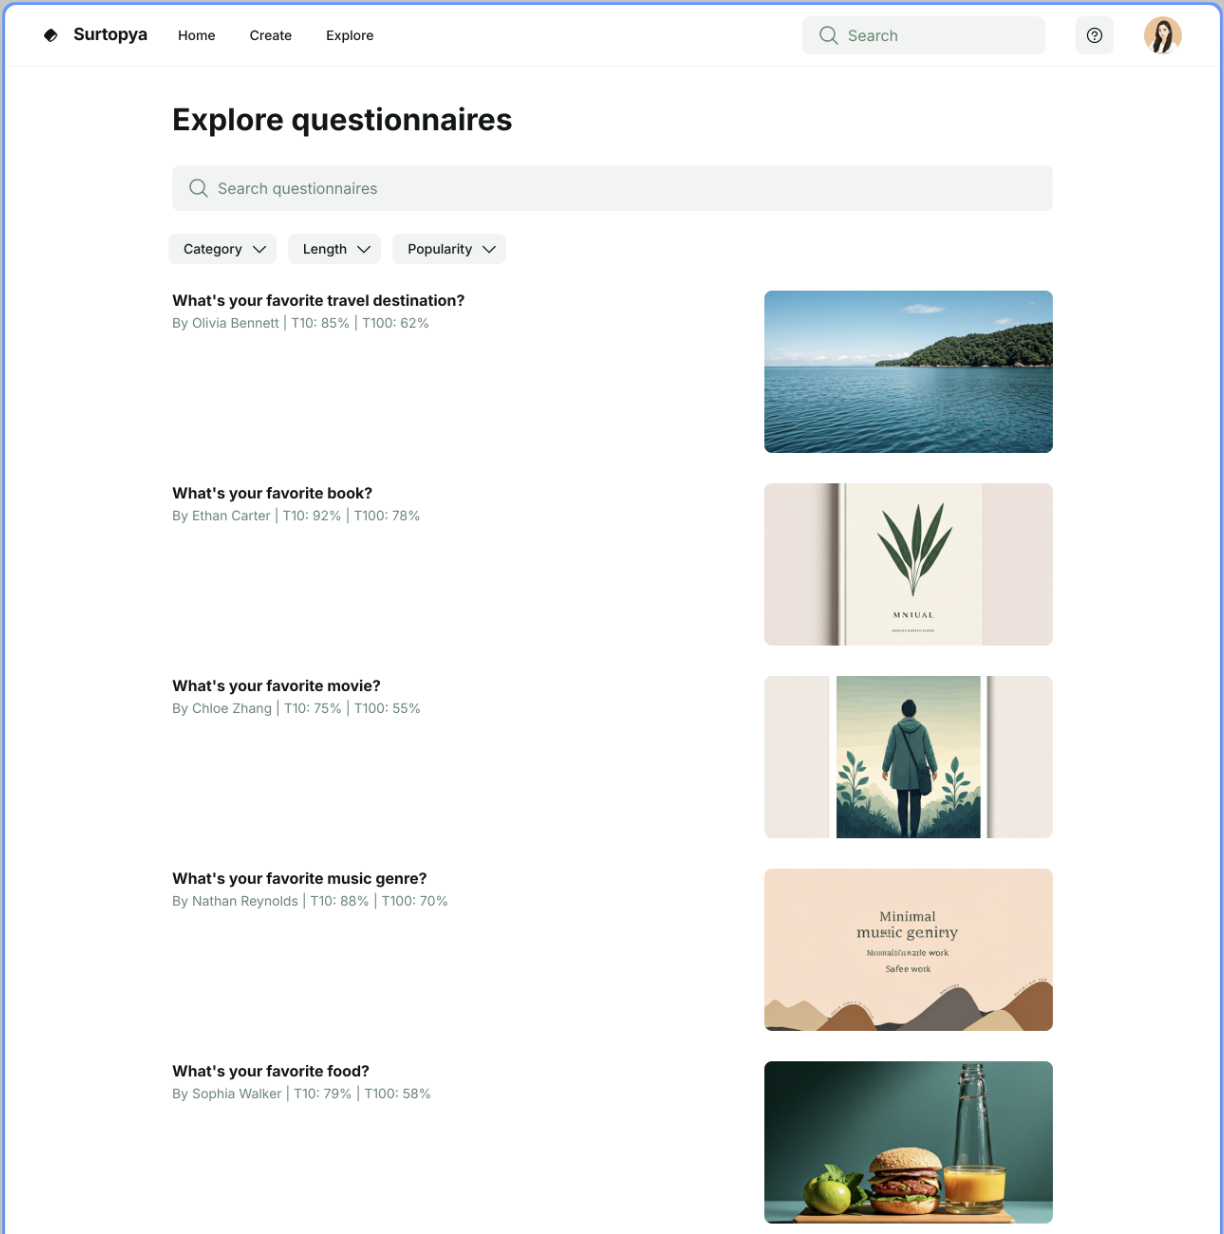 Surtopya
Home
Create
Explore
Search
Explore questionnaires
Search questionnaires
Category
Length
Popularity
What's your favorite travel destination?
By Olivia Bennett | T10: 85% | T100: 62%
What's your favorite book?
By Ethan Carter | T10: 92% | T100: 78%
MNIUAL
What's your favorite movie?
By Chloe Zhang | T10: 75% | T100: 55%
What's your favorite music genre?
By Nathan Reynolds | T10: 88% | T100: 70%
Minimal
music
work
Safee work
What's your favorite food?
By Sophia Walker | T10: 79% | T100: 58%